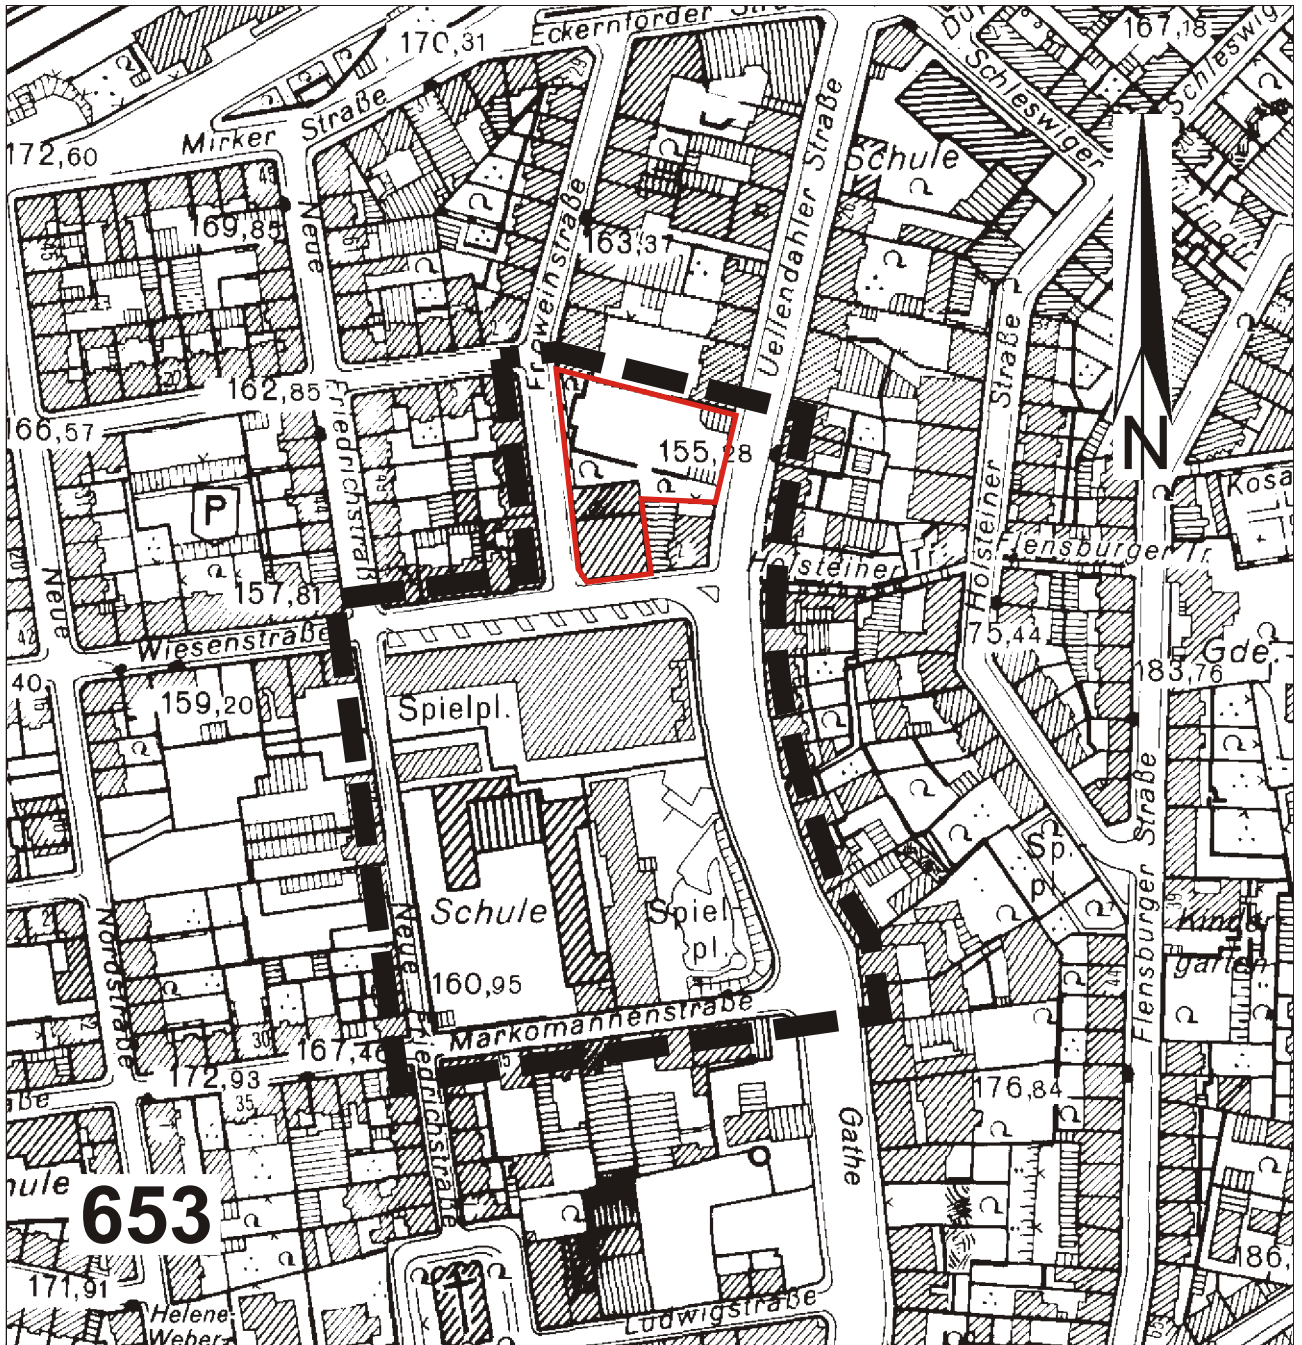 170,31
Eckernförder Str
167,18
Schleswig
Schleswiger
Mirker Straße
172,60
Schule
Uellendahler Straße
169,85
Neue
Friedrichstraße
163,37
Frowеinstraße
162,85
166,57
155,28
N
P
Holsteiner Straße
Kosa
Flensburger Tr.
Holsteiner Tr.
157,81
Neue
Wiesenstraße
75,44
Gde.
183,76
40
159,20
Spielpl.
Flensburger Straße
Sp.
pl.
Schule
Spiel-
pl.
Kinder-
garten
Nordstraße
Neue Friedrichstraße
160,95
Markomannenstraße
167,46
172,93
35
30
aße
176,84
Gathe
hule
653
186,
171,91
Helene-
Weber-
Ludwigstraße